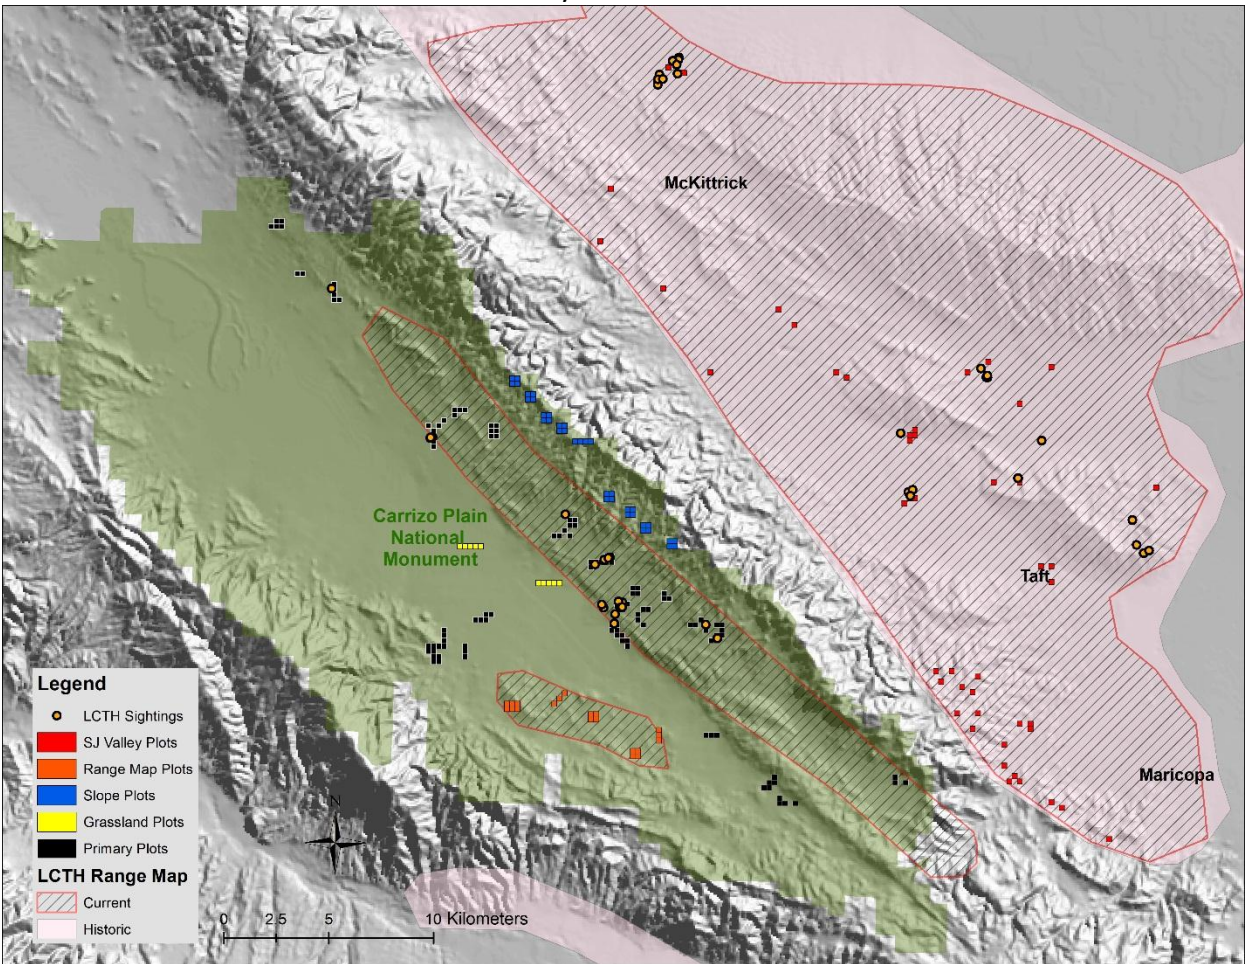 McKittrick
Carrizo Plain
National
Monument
Taft
Maricopa
Legend
LCTH Sightings
SJ Valley Plots
Range Map Plots
Slope Plots
Grassland Plots
Primary Plots
LCTH Range Map
Current
Historic
N
0 2.5 5 10 Kilometers